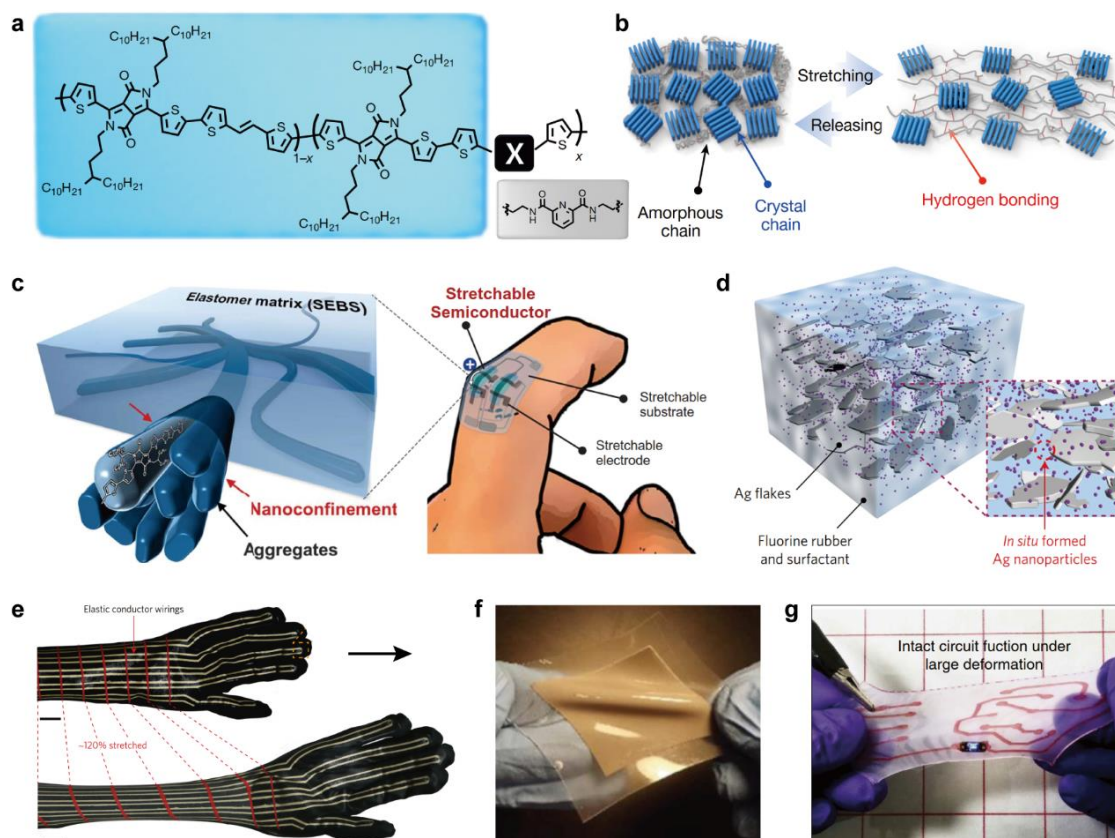 a
C10H21 C10H21
C10H21 C10H21
O N S S S
S N O
1–x
O N S S S
S N O
X
x
C10H21
C10H21
C10H21
C10H21
O O
N H N N H
b
Stretching
Releasing
Amorphous
chain
Crystal
chain
Hydrogen bonding
c
Elastomer matrix (SEBS)
Nanoconfinement
Aggregates
Stretchable
Semiconductor
+
Stretchable
substrate
Stretchable
electrode
d
Ag flakes
Fluorine rubber
and surfactant
In situ formed
Ag nanoparticles
e
Elastic conductor wirings
~120% stretched
f
g
Intact circuit fuction under
large deformation